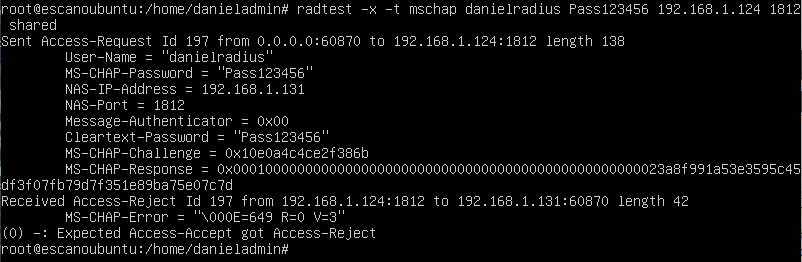 root@escanoubuntu:/home/danieladmin# radtest -x -t mschap danielradius Pass123456 192.168.1.124 1812
 shared
Sent Access-Request Id 197 from 0.0.0.0:60870 to 192.168.1.124:1812 length 138
        User-Name = "danielradius"
        MS-CHAP-Password = "Pass123456"
        NAS-IP-Address = 192.168.1.131
        NAS-Port = 1812
        Message-Authenticator = 0x00
        Cleartext-Password = "Pass123456"
        MS-CHAP-Challenge = 0x10e0a4c4ce2f386b
        MS-CHAP-Response = 0x000100000000000000000000000000000000000000000000000023a8f991a53e3595c45
df3f07fb79d7f351e89ba75e07c7d
Received Access-Reject Id 197 from 192.168.1.124:1812 to 192.168.1.131:60870 length 42
        MS-CHAP-Error = "\000E=649 R=0 V=3"
(0) -: Expected Access-Accept got Access-Reject
root@escanoubuntu:/home/danieladmin#